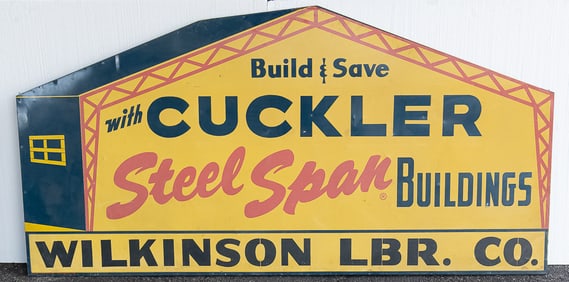 Build & Save
with CUCKLER
Steel Span® BUILDINGS
WILKINSON LBR. CO.